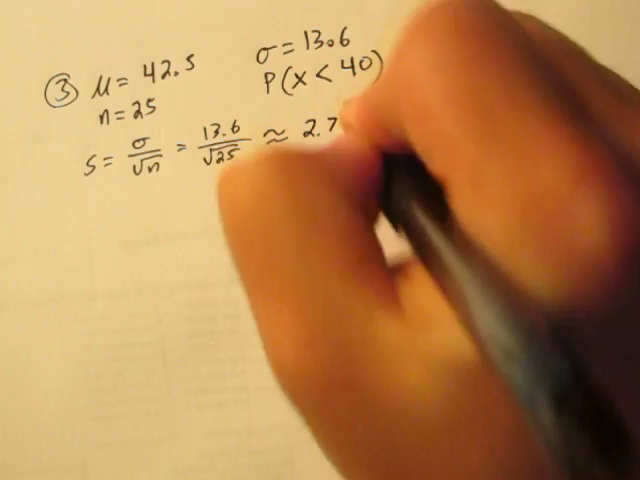 ③ μ = 42.5 σ = 13.6
n = 25 P(x < 40)
s = σ/√n = 13.6/√25 ≈ 2.7